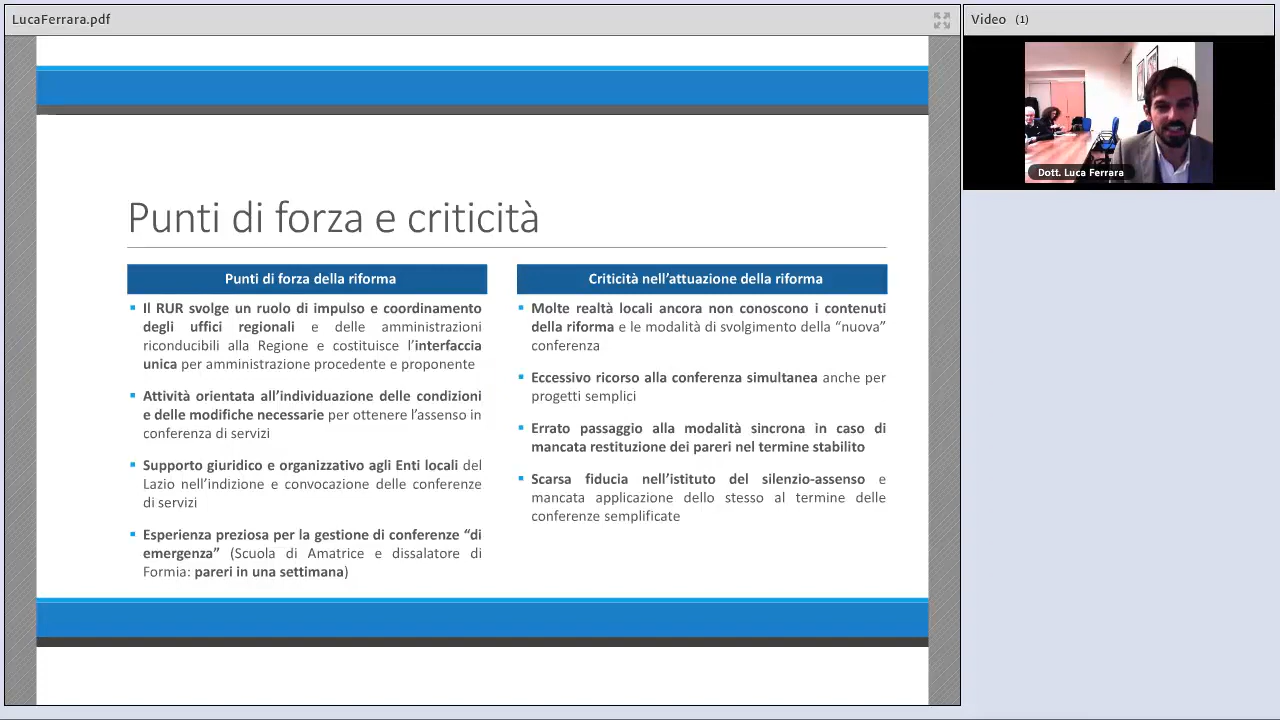 LucaFerrara.pdf
Video (1)
Dott. Luca Ferrara
Punti di forza e criticità
Punti di forza della riforma
Il RUR svolge un ruolo di impulso e coordinamento
degli uffici regionali e delle amministrazioni
riconducibili alla Regione e costituisce l’interfaccia
unica per amministrazione procedente e proponente
Attività orientata all’individuazione delle condizioni
e delle modifiche necessarie per ottenere l’assenso in
conferenza di servizi
Supporto giuridico e organizzativo agli Enti locali del
Lazio nell’indizione e convocazione delle conferenze
di servizi
Esperienza preziosa per la gestione di conferenze “di
emergenza” (Scuola di Amatrice e dissalatore di
Formia: pareri in una settimana)
Criticità nell’attuazione della riforma
Molte realtà locali ancora non conoscono i contenuti
della riforma e le modalità di svolgimento della “nuova”
conferenza
Eccessivo ricorso alla conferenza simultanea anche per
progetti semplici
Errato passaggio alla modalità sincrona in caso di
mancata restituzione dei pareri nel termine stabilito
Scarsa fiducia nell’istituto del silenzio-assenso e
mancata applicazione dello stesso al termine delle
conferenze semplificate